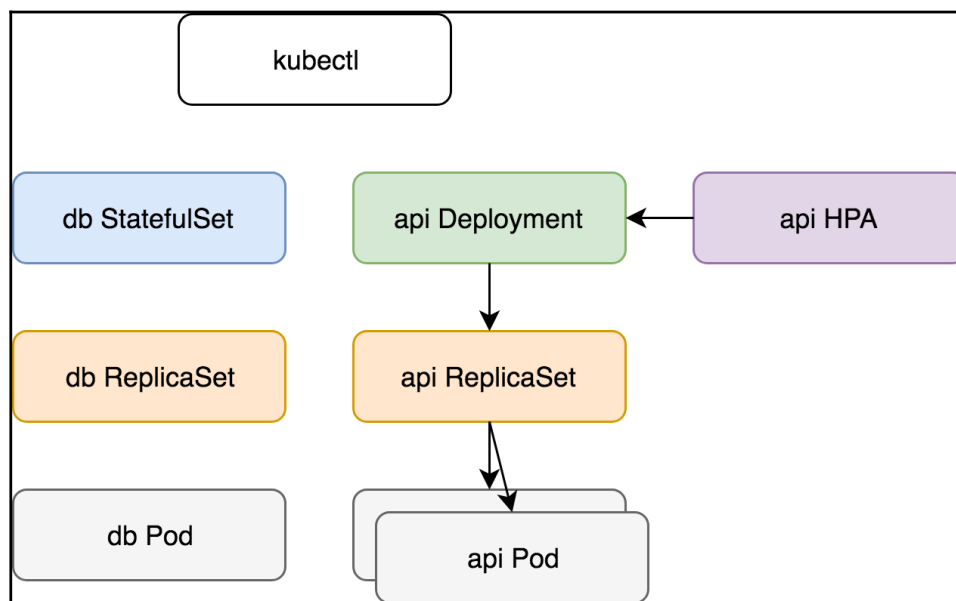 kubectl
db StatefulSet
api Deployment
api HPA
db ReplicaSet
api ReplicaSet
db Pod
api Pod